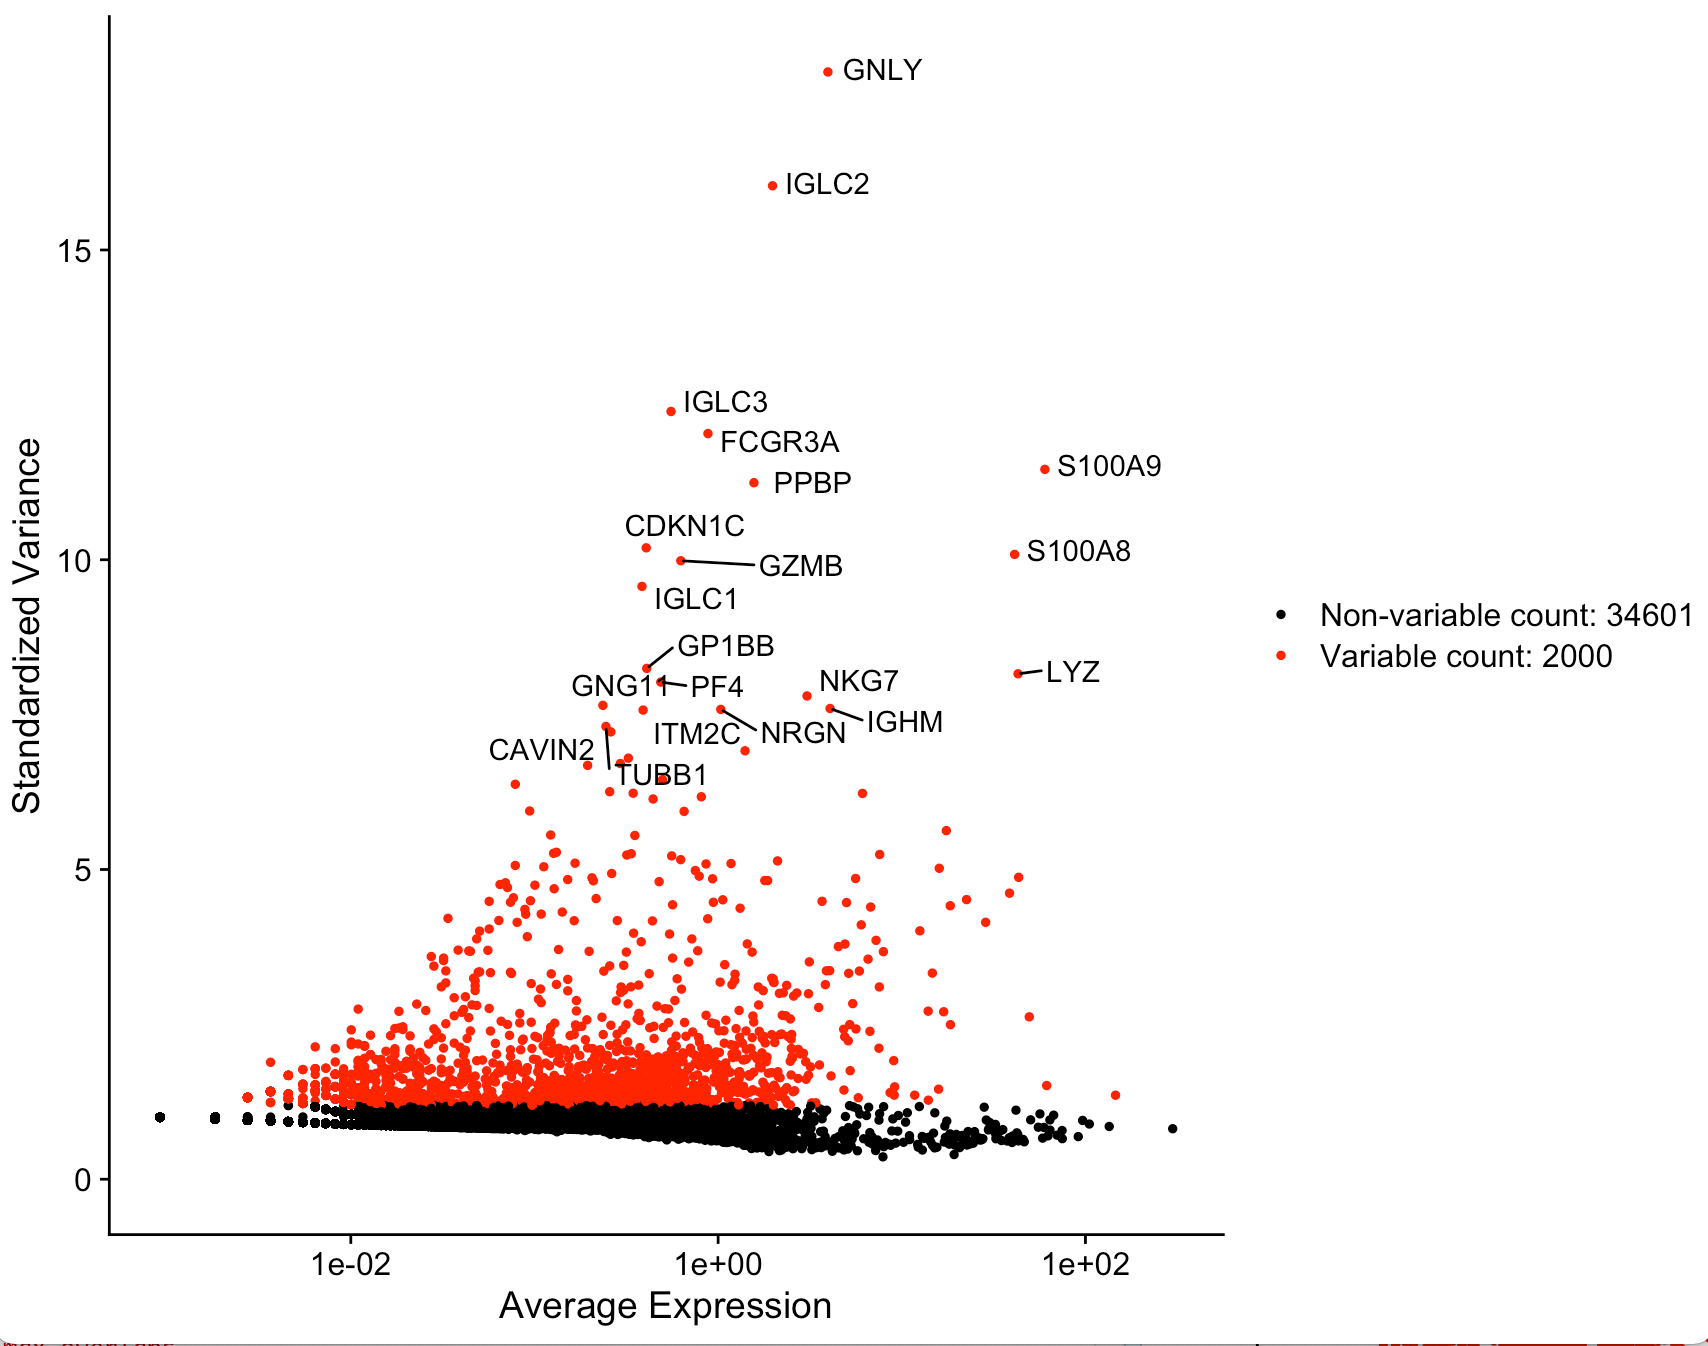 GNLY
IGLC2
15
IGLC3
FCGR3A
S100A9
PPBP
CDKN1C
S100A8
10
GZMB
IGLC1
Non-variable count: 34601
GP1BB
Variable count: 2000
LYZ
NKG7
GNG11
PF4
IGHM
ITM2C
NRGN
CAVIN2
TUBB1
Standardized Variance
5
0
1e-02
1e+00
1e+02
Average Expression